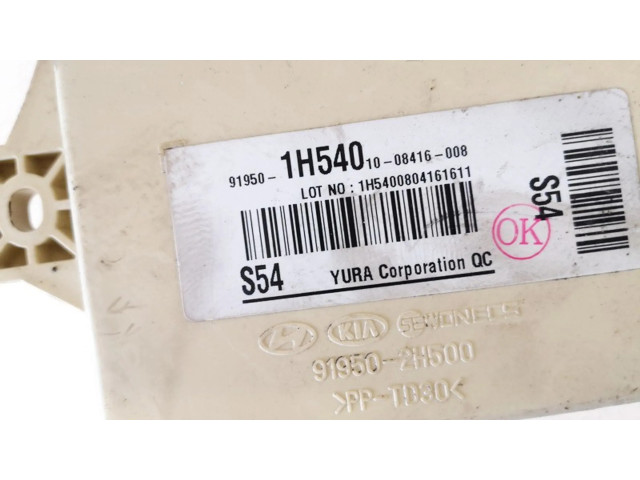 91950- 1H540 10-08416-008
LOT NO : 1H5400804161611
S54
OK
S54 YURA Corporation QC
KIA SEWONECS
91950-2H500
>PP-TD30<